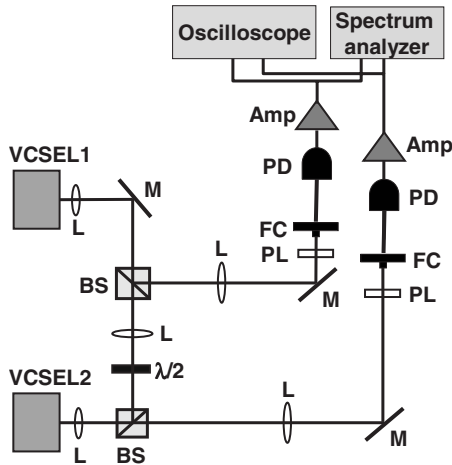 Oscilloscope
Spectrum
analyzer
Amp
Amp
VCSEL1
M
PD
PD
L
FC
FC
BS
L
PL
PL
M
L
λ/2
VCSEL2
L
L
BS
M